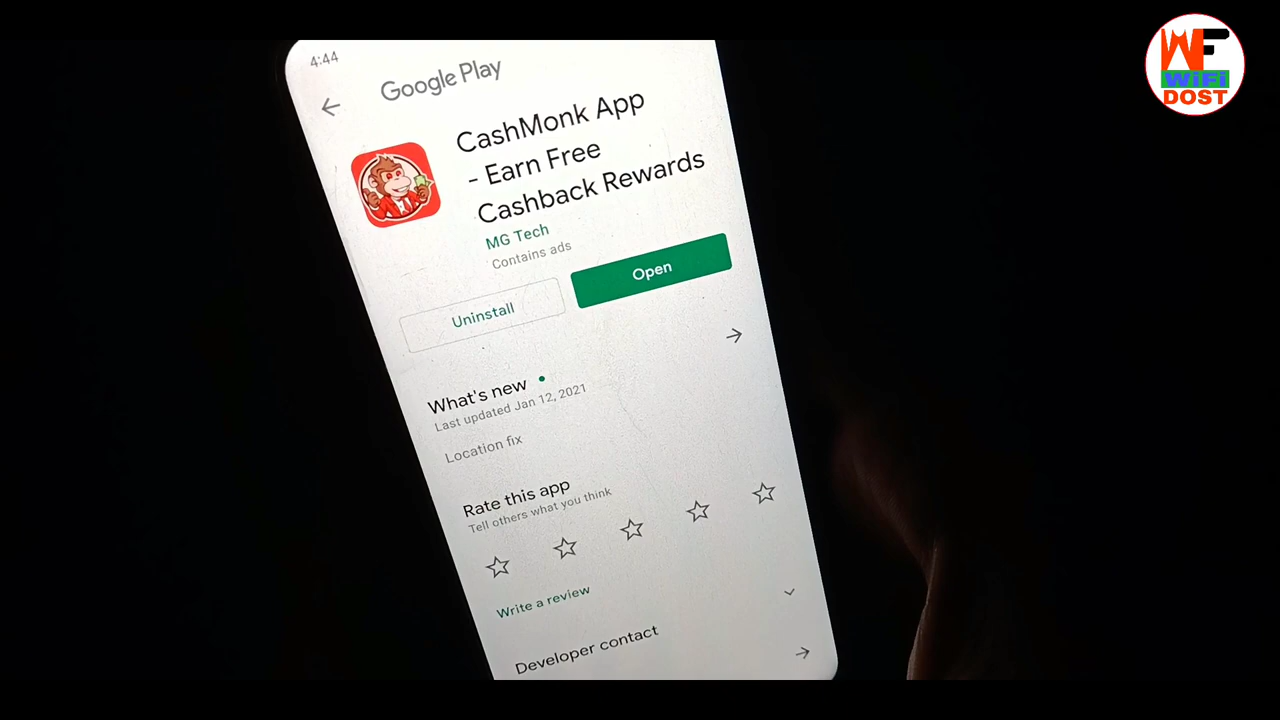 4:44
Google Play
CashMonk App
- Earn Free
Cashback Rewards
MG Tech
Contains ads
Uninstall
Open
What's new
Last updated Jan 12, 2021
Location fix
Rate this app
Tell others what you think
Write a review
Developer contact
WF
WiFi
DOST